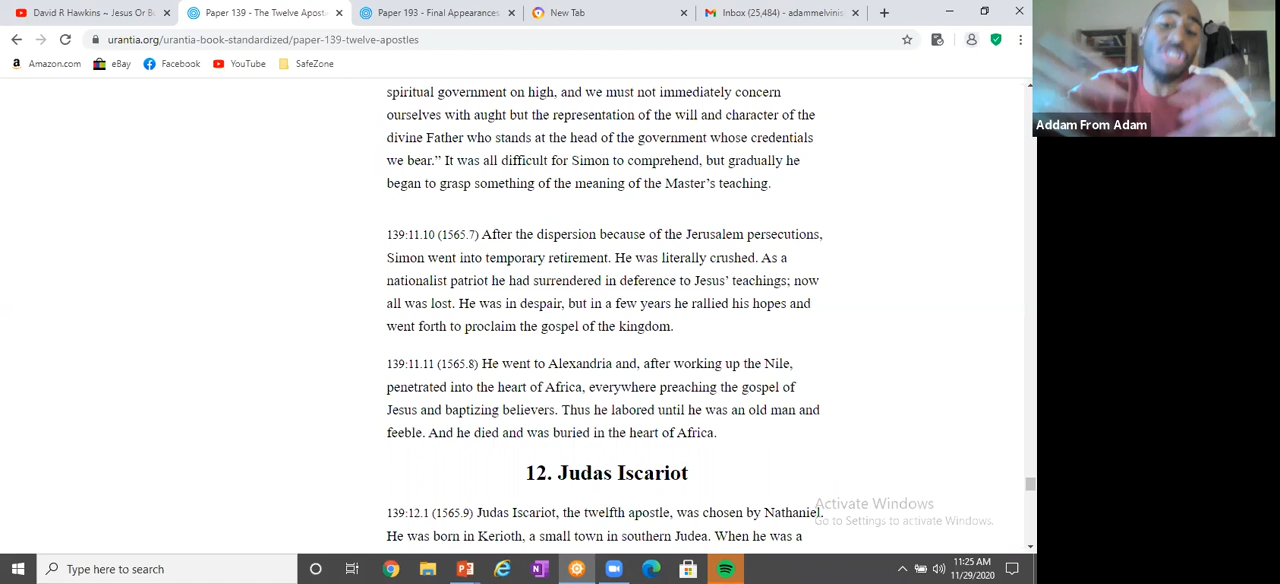 David R Hawkins ~ Jesus Or B
Paper 139 - The Twelve Apost
Paper 193 - Final Appearances
New Tab
Inbox (25,484) - adammelvinis
urantia.org/urantia-book-standardized/paper-139-twelve-apostles
Amazon.com
eBay
Facebook
YouTube
SafeZone
Addam From Adam
spiritual government on high, and we must not immediately concern
ourselves with aught but the representation of the will and character of the
divine Father who stands at the head of the government whose credentials
we bear.” It was all difficult for Simon to comprehend, but gradually he
began to grasp something of the meaning of the Master’s teaching.
139:11.10 (1565.7) After the dispersion because of the Jerusalem persecutions,
Simon went into temporary retirement. He was literally crushed. As a
nationalist patriot he had surrendered in deference to Jesus’ teachings; now
all was lost. He was in despair, but in a few years he rallied his hopes and
went forth to proclaim the gospel of the kingdom.
139:11.11 (1565.8) He went to Alexandria and, after working up the Nile,
penetrated into the heart of Africa, everywhere preaching the gospel of
Jesus and baptizing believers. Thus he labored until he was an old man and
feeble. And he died and was buried in the heart of Africa.
12. Judas Iscariot
139:12.1 (1565.9) Judas Iscariot, the twelfth apostle, was chosen by Nathaniel.
He was born in Kerioth, a small town in southern Judea. When he was a
Activate Windows
Go to Settings to activate Windows.
Type here to search
11:25 AM
11/29/2020